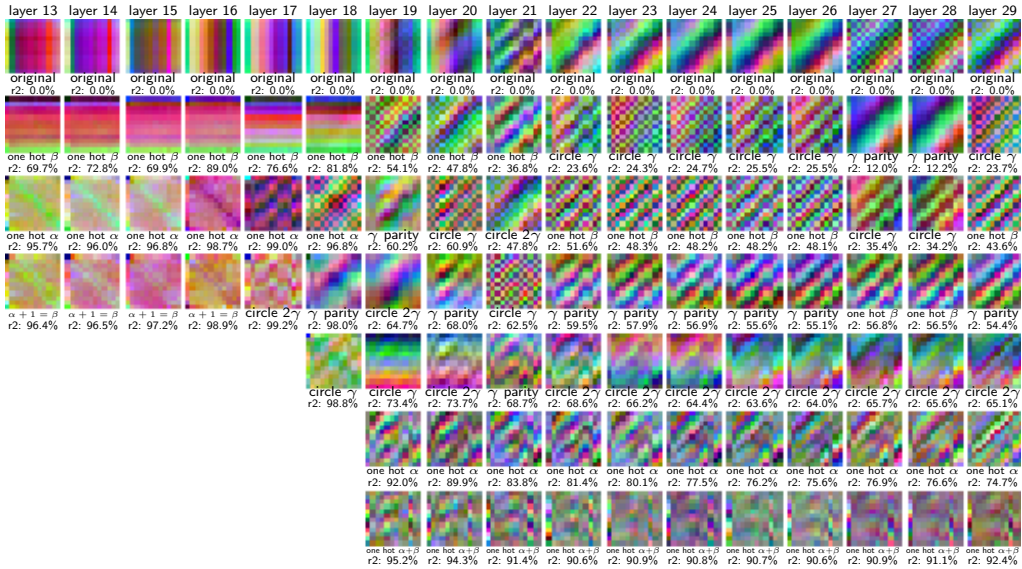 layer 13 layer 14 layer 15 layer 16 layer 17 layer 18 layer 19 layer 20 layer 21 layer 22 layer 23 layer 24 layer 25 layer 26 layer 27 layer 28 layer 29
original original original original original original original original original original original original original original original original original
r2: 0.0% r2: 0.0% r2: 0.0% r2: 0.0% r2: 0.0% r2: 0.0% r2: 0.0% r2: 0.0% r2: 0.0% r2: 0.0% r2: 0.0% r2: 0.0% r2: 0.0% r2: 0.0% r2: 0.0% r2: 0.0% r2: 0.0%
one hot β one hot β one hot β one hot β one hot β one hot β one hot β one hot β one hot β circle γ circle γ circle γ circle γ circle γ γ parity γ parity circle γ
r2: 69.7% r2: 72.8% r2: 69.9% r2: 89.0% r2: 76.6% r2: 81.8% r2: 54.1% r2: 47.8% r2: 36.8% r2: 23.6% r2: 24.3% r2: 24.7% r2: 25.5% r2: 25.5% r2: 12.0% r2: 12.2% r2: 23.7%
one hot α one hot α one hot α one hot α one hot α one hot α γ parity circle γ circle 2γ one hot β one hot β one hot β one hot β one hot β circle γ circle γ one hot β
r2: 95.7% r2: 96.0% r2: 96.8% r2: 98.7% r2: 99.0% r2: 96.8% r2: 60.2% r2: 60.9% r2: 47.8% r2: 51.6% r2: 48.3% r2: 48.2% r2: 48.2% r2: 48.1% r2: 35.4% r2: 34.2% r2: 43.6%
α + 1 = β α + 1 = β α + 1 = β α + 1 = β circle 2γ γ parity circle 2γ γ parity circle γ γ parity γ parity γ parity γ parity γ parity one hot β one hot β γ parity
r2: 96.4% r2: 96.5% r2: 97.2% r2: 98.9% r2: 99.2% r2: 98.0% r2: 64.7% r2: 68.0% r2: 62.5% r2: 59.5% r2: 57.9% r2: 56.9% r2: 55.6% r2: 55.1% r2: 56.8% r2: 56.5% r2: 54.4%
circle γ circle γ circle 2γ γ parity circle 2γ circle 2γ circle 2γ circle 2γ circle 2γ circle 2γ circle 2γ circle 2γ
r2: 98.8% r2: 73.4% r2: 73.7% r2: 68.7% r2: 68.6% r2: 66.2% r2: 64.4% r2: 63.6% r2: 64.0% r2: 65.7% r2: 65.6% r2: 65.1%
one hot α one hot α one hot α one hot α one hot α one hot α one hot α one hot α one hot α one hot α one hot α
r2: 92.0% r2: 89.9% r2: 83.8% r2: 81.4% r2: 80.1% r2: 77.5% r2: 76.2% r2: 75.6% r2: 76.9% r2: 76.6% r2: 74.7%
one hot α+β one hot α+β one hot α+β one hot α+β one hot α+β one hot α+β one hot α+β one hot α+β one hot α+β one hot α+β one hot α+β
r2: 95.2% r2: 94.3% r2: 91.4% r2: 90.6% r2: 90.9% r2: 90.8% r2: 90.7% r2: 90.6% r2: 90.9% r2: 91.1% r2: 92.4%